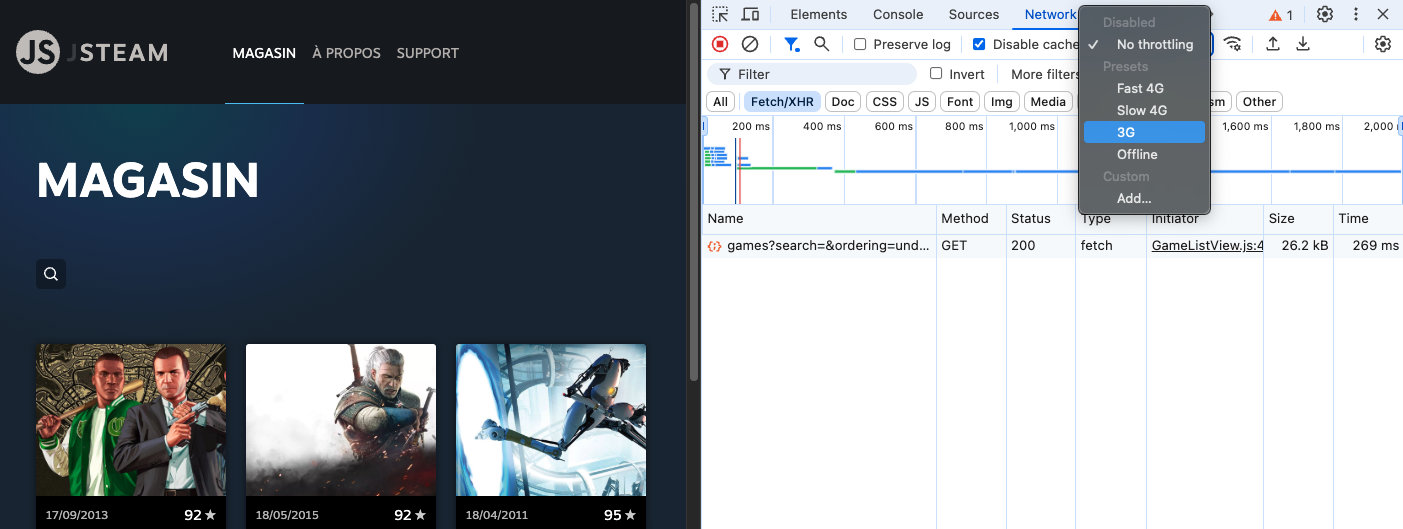 JS JSTEAM
MAGASIN À PROPOS SUPPORT
MAGASIN
17/09/2013 92 ★
18/05/2015 92 ★
18/04/2011 95 ★
Elements Console Sources Network 1
Preserve log Disable cache
Filter Invert More filters
All Fetch/XHR Doc CSS JS Font Img Media Other
200 ms 400 ms 600 ms 800 ms 1,000 ms 1,600 ms 1,800 ms 2,000
Disabled
✓ No throttling
Presets
Fast 4G
Slow 4G
3G
Offline
Custom
Add...
Name Method Status Type Initiator Size Time
games?search=&ordering=und... GET 200 fetch GameListView.js:4 26.2 kB 269 ms